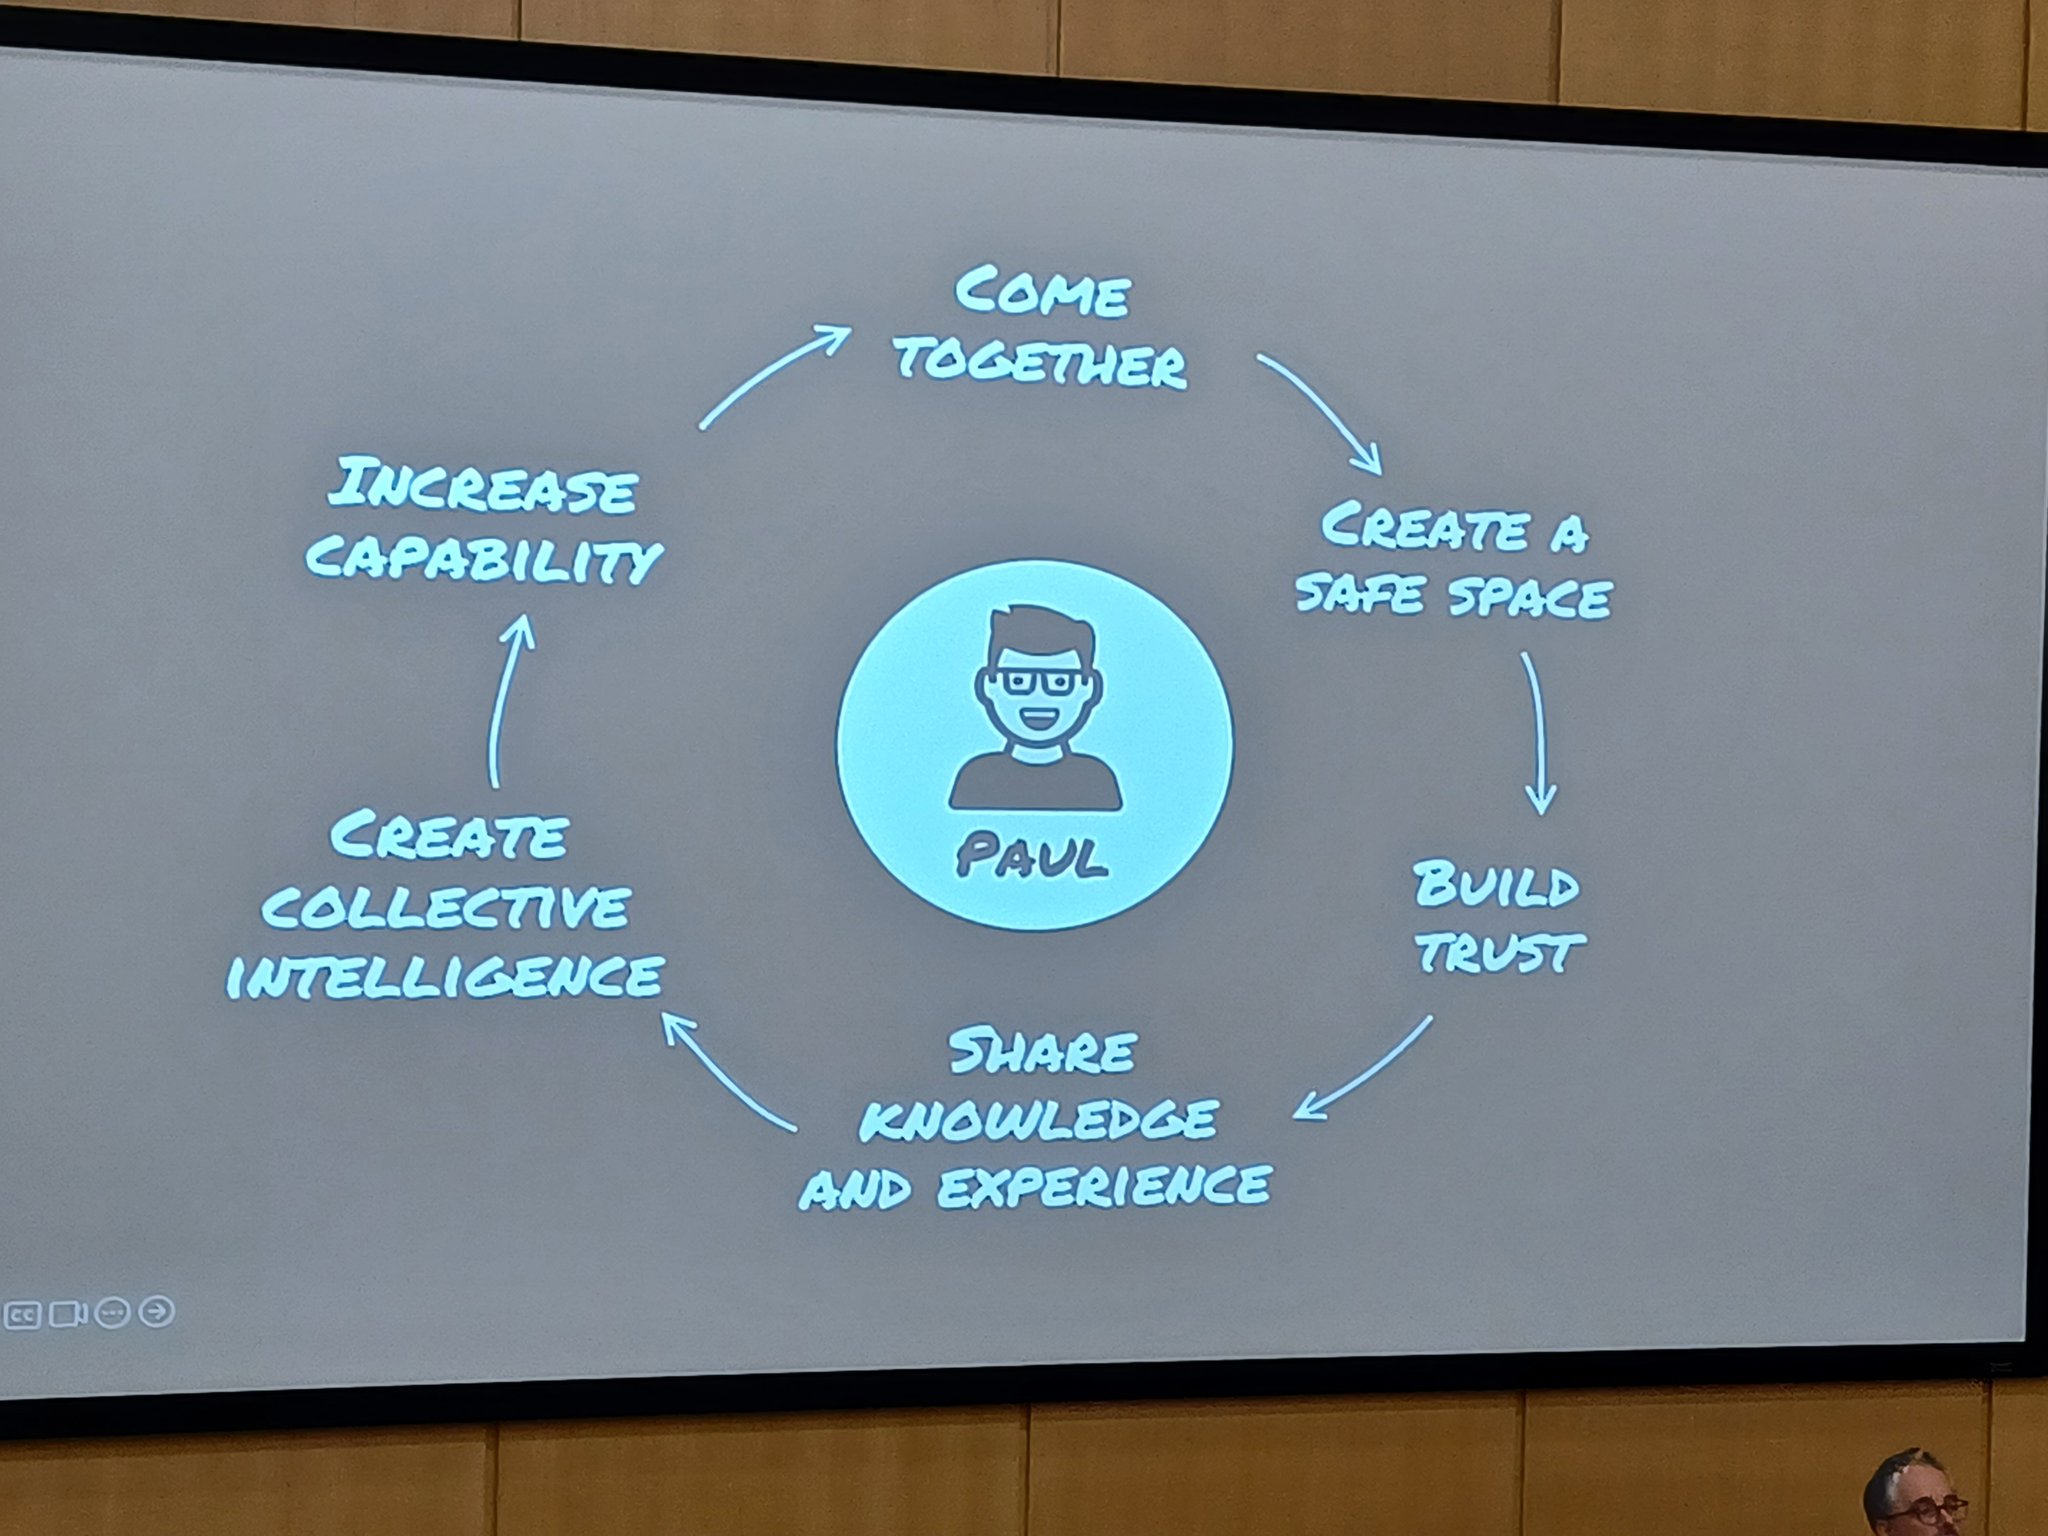 COME
TOGETHER
CREATE A
SAFE SPACE
BUILD
TRUST
SHARE
KNOWLEDGE
AND EXPERIENCE
CREATE
COLLECTIVE
INTELLIGENCE
INCREASE
CAPABILITY
PAUL
CC